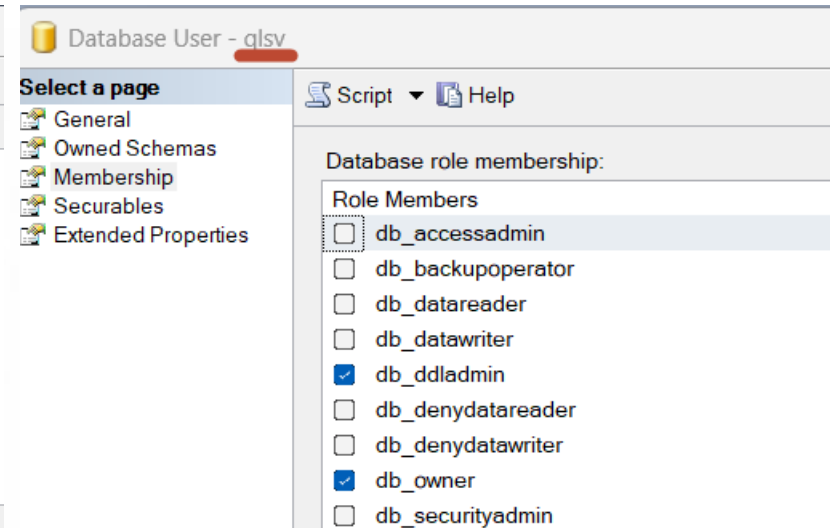 Database User - qlsv
Select a page
General
Owned Schemas
Membership
Securables
Extended Properties
Script
Help
Database role membership:
Role Members
db_accessadmin
db_backupoperator
db_datareader
db_datawriter
db_ddladmin
db_denydatareader
db_denydatawriter
db_owner
db_securityadmin